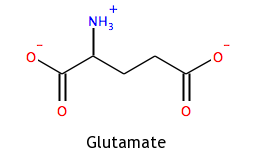 NH₃⁺
O⁻ O⁻
O O
Glutamate